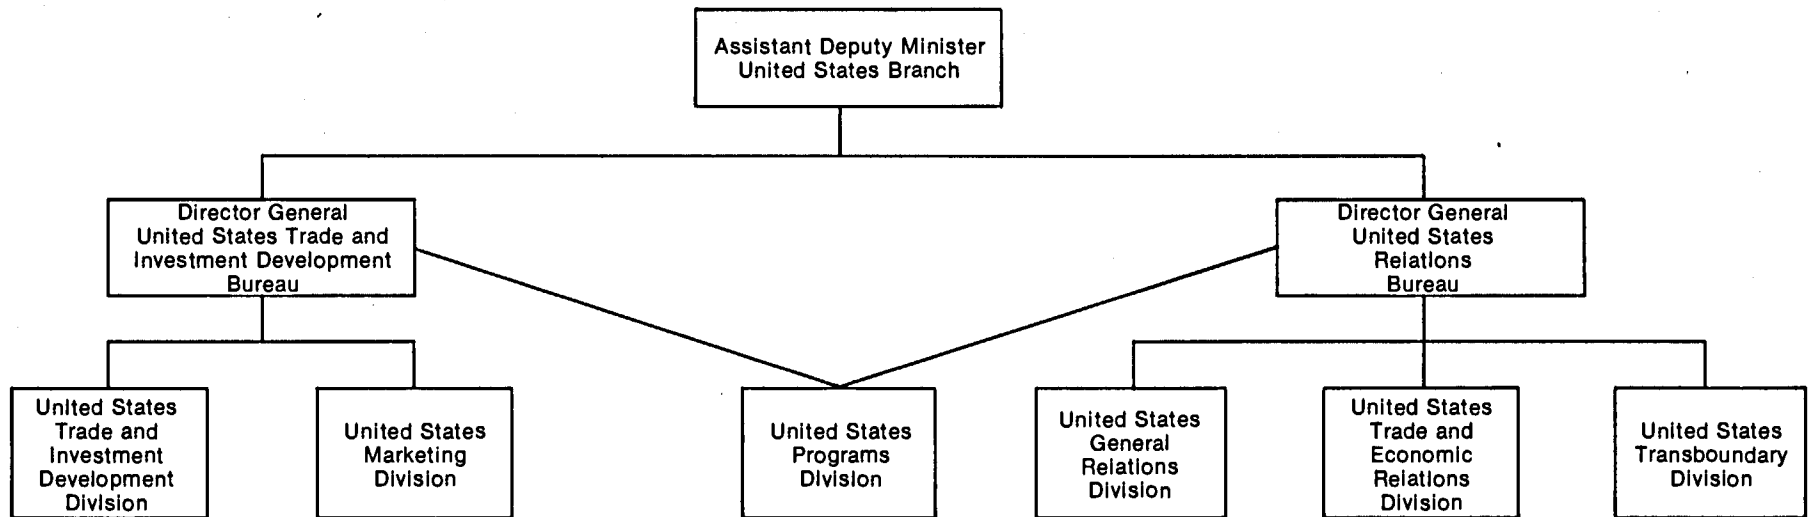 Assistant Deputy Minister
United States Branch
Director General
United States Trade and
Investment Development
Bureau
Director General
United States
Relations
Bureau
United States
Trade and
Investment
Development
Division
United States
Marketing
Division
United States
Programs
Division
United States
General
Relations
Division
United States
Trade and
Economic
Relations
Division
United States
Transboundary
Division